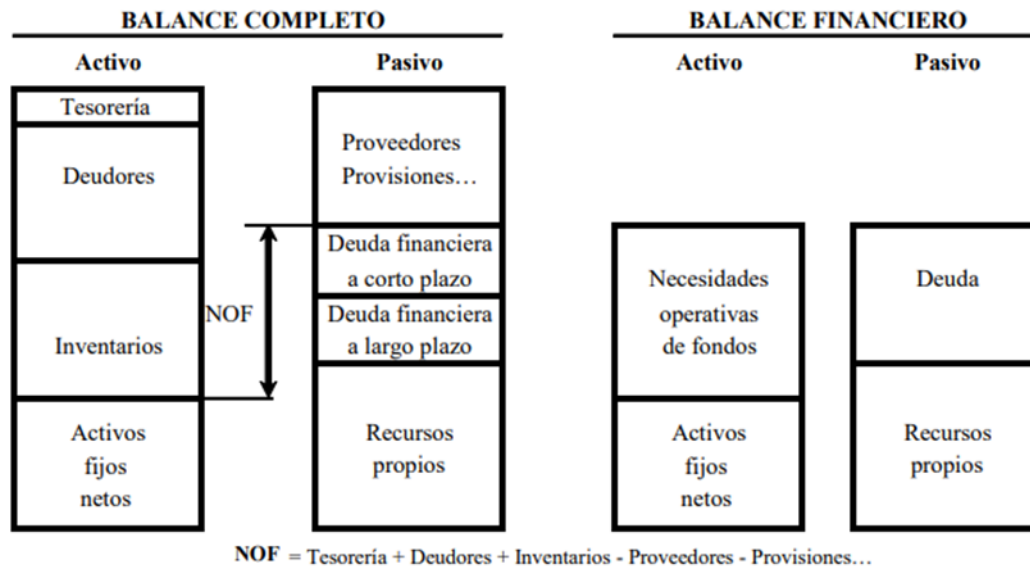 BALANCE COMPLETO
Activo
Pasivo
Tesorería
Deudores
Inventarios
Activos
fijos
netos
NOF
Proveedores
Provisiones…
Deuda financiera
a corto plazo
Deuda financiera
a largo plazo
Recursos
propios
BALANCE FINANCIERO
Activo
Pasivo
Necesidades
operativas
de fondos
Activos
fijos
netos
Deuda
Recursos
propios
NOF = Tesorería + Deudores + Inventarios - Proveedores - Provisiones…